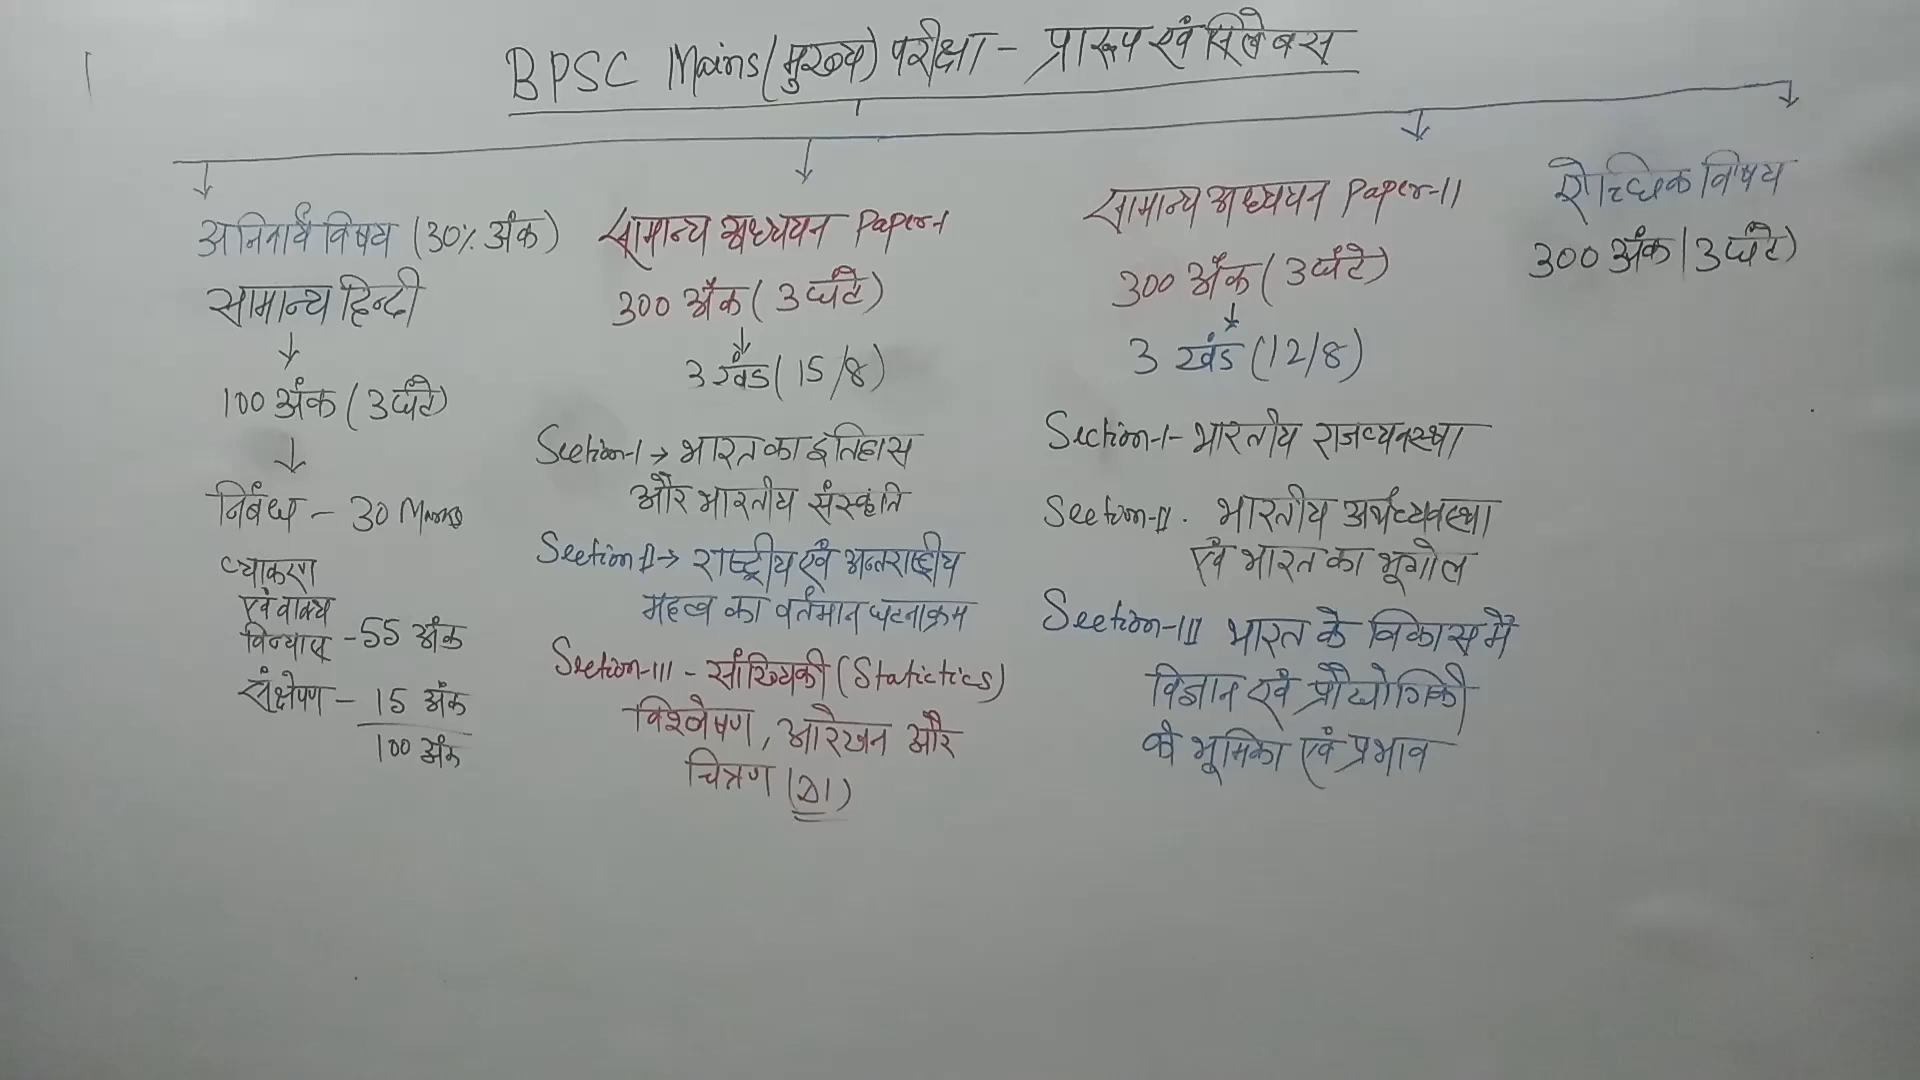 BPSC Mains (मुख्य) परीक्षा - प्रारूप एवं सिलेबस
अनिवार्य विषय (30% अंक)
सामान्य हिन्दी
100 अंक (3 घंटे)
निबंध - 30 Marks
व्याकरण
एवं वाक्य
विन्यास - 55 अंक
संक्षेपण - 15 अंक
100 अंक
सामान्य अध्ययन Paper-I
300 अंक (3 घंटे)
3 खंड (15/8)
Section-I → भारत का इतिहास
और भारतीय संस्कृति
Section II → राष्ट्रीय एवं अन्तराष्ट्रीय
महत्व का वर्तमान घटनाक्रम
Section-III - सांख्यिकी (Statictics)
विश्लेषण, आरेखन और
चित्रण (DI)
सामान्य अध्ययन Paper-II
300 अंक (3 घंटे)
3 खंड (12/8)
Section-I - भारतीय राजव्यवस्था
Section-II. भारतीय अर्थव्यवस्था
एवं भारत का भूगोल
Section-III भारत के विकास में
विज्ञान एवं प्रौद्योगिकी
की भूमिका एवं प्रभाव
ऐच्छिक विषय
300 अंक (3 घंटे)